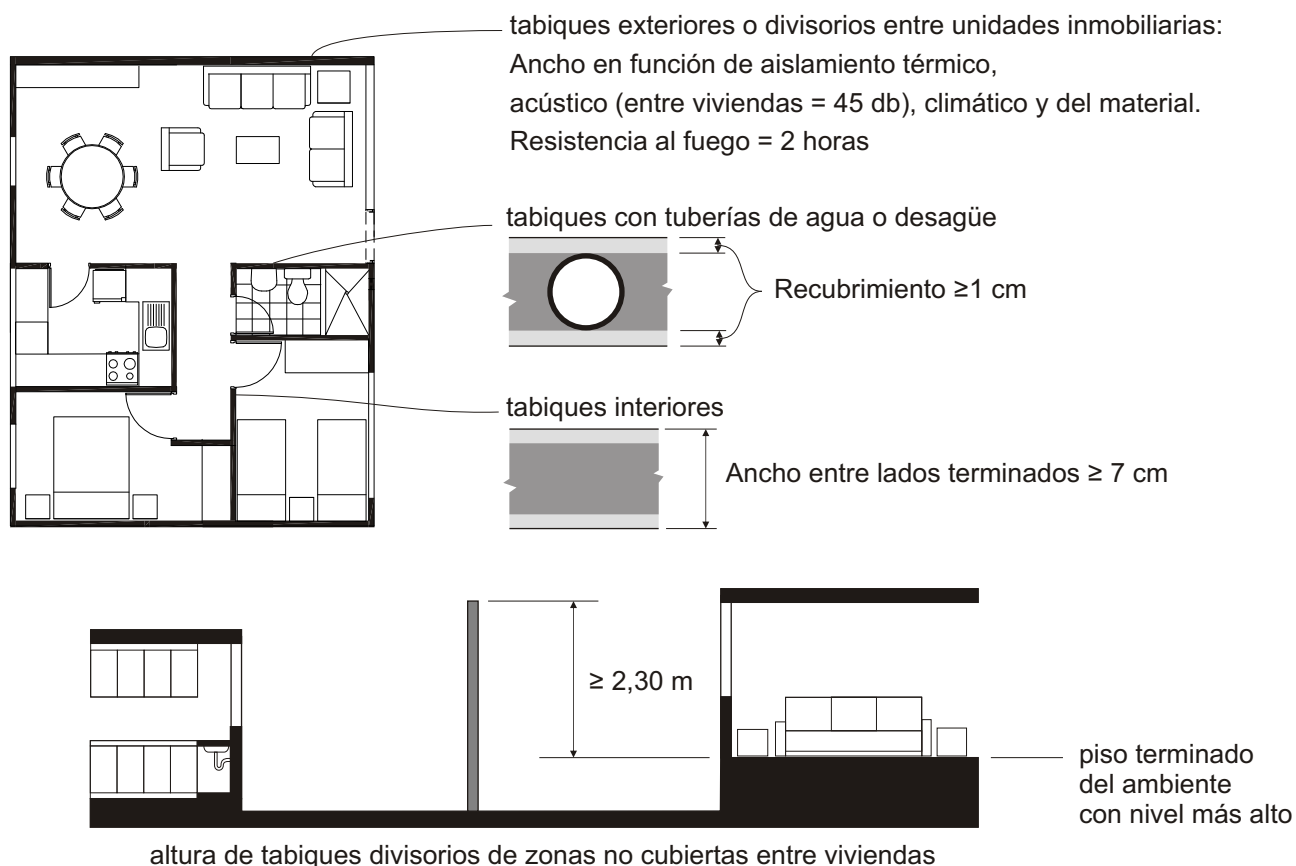 tabiques exteriores o divisorios entre unidades inmobiliarias:
Ancho en función de aislamiento térmico,
acústico (entre viviendas = 45 db), climático y del material.
Resistencia al fuego = 2 horas
tabiques con tuberías de agua o desagüe
Recubrimiento ≥1 cm
tabiques interiores
Ancho entre lados terminados ≥ 7 cm
≥ 2,30 m
piso terminado
del ambiente
con nivel más alto
altura de tabiques divisorios de zonas no cubiertas entre viviendas